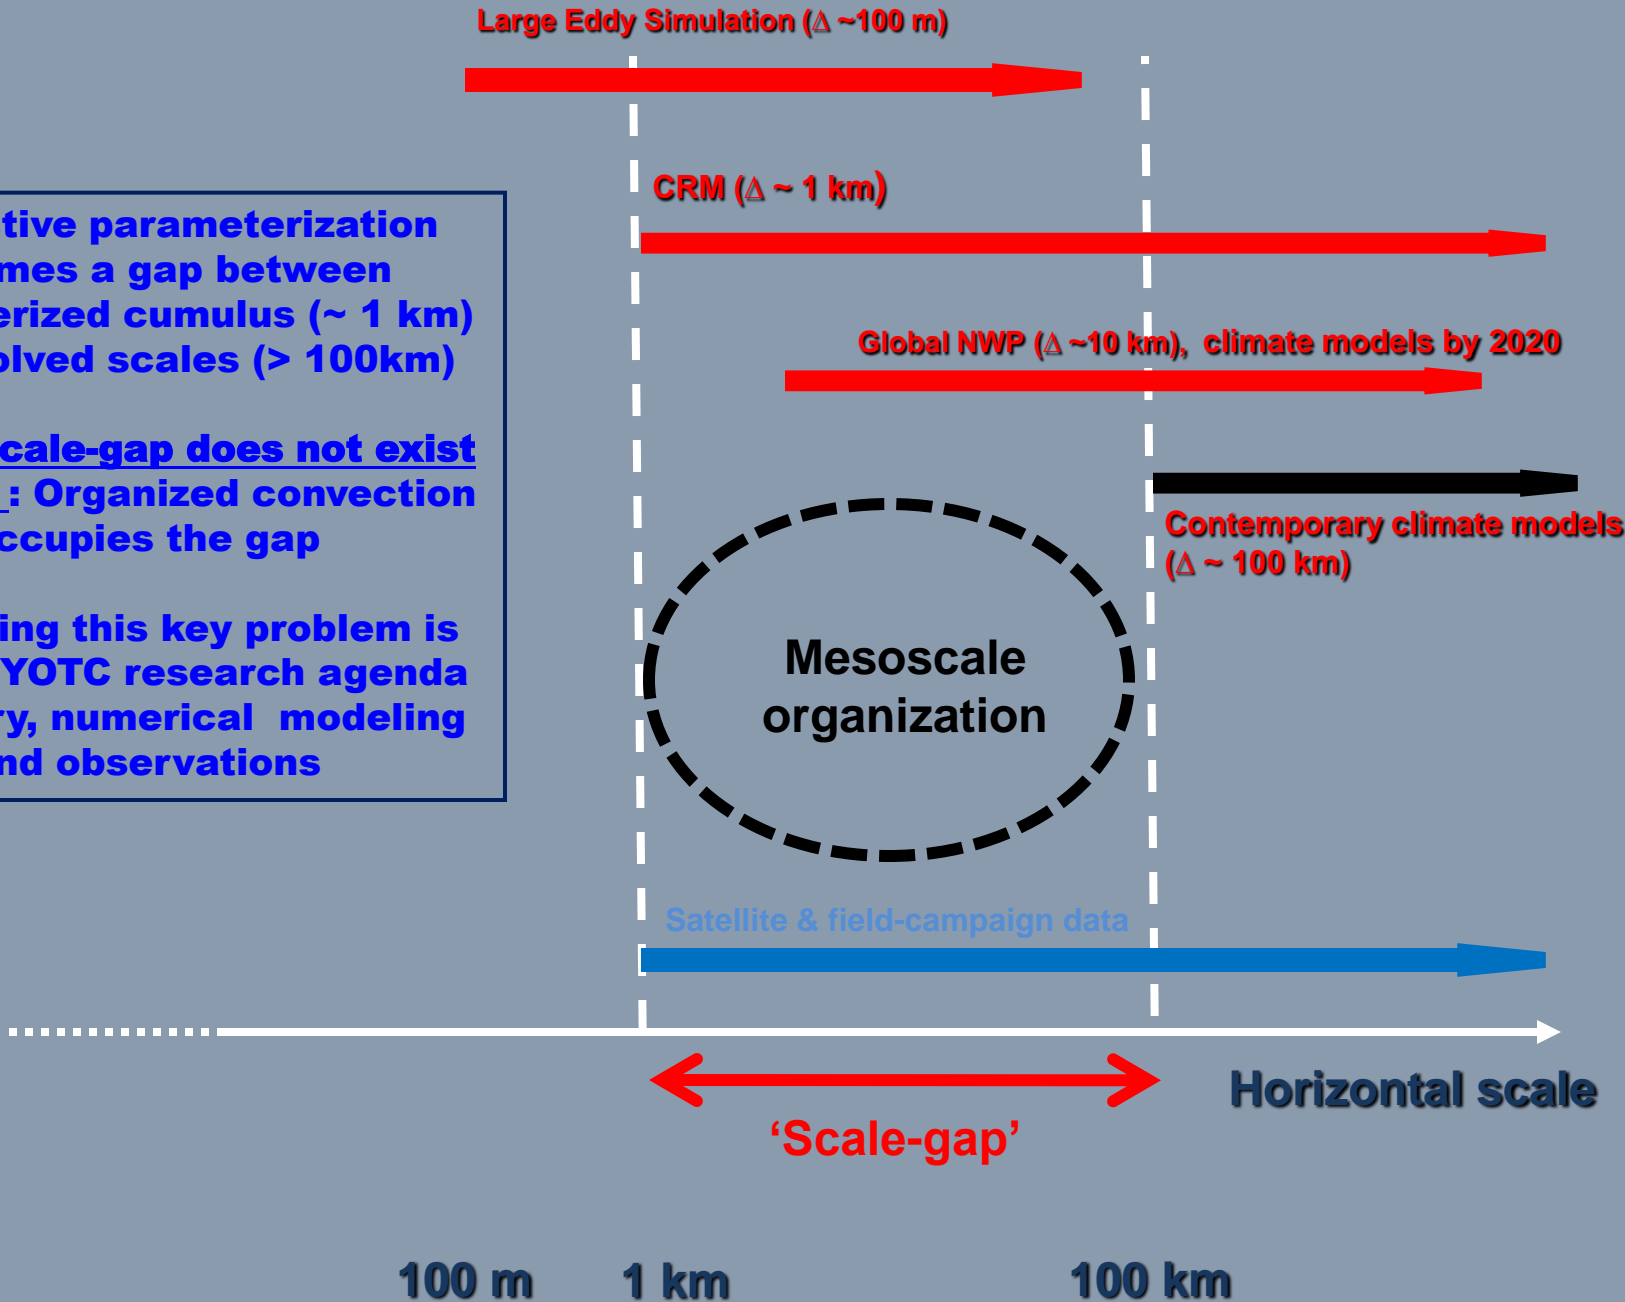 Large Eddy Simulation (Δ ~100 m)
CRM (Δ ~ 1 km)
tive parameterization
mes a gap between
erized cumulus (~ 1 km)
olved scales (> 100km)
cale-gap does not exist
: Organized convection
ccupies the gap
ing this key problem is
YOTC research agenda
ry, numerical modeling
nd observations
Global NWP (Δ ~10 km), climate models by 2020
Contemporary climate models
(Δ ~ 100 km)
Mesoscale
organization
Satellite & field-campaign data
Horizontal scale
‘Scale-gap’
100 m 1 km 100 km